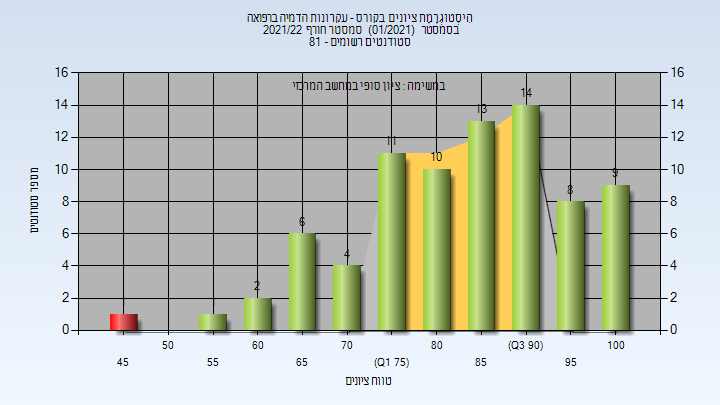 היסטוגרמת ציונים בקורס - עקרונות הדמיה ברפואה
בסמסטר (01/2021) סמסטר חורף 2021/22
סטודנטים רשומים - 81
במשימה : ציון סופי במחשב המרכזי
מספר סטודנטים
16 16
14 14
12 12
10 10
8 8
6 6
4 4
2 2
0 0
2 6 4 11 10 13 14 8 9
50 60 70 80 (Q3 90) 100
45 55 65 (Q1 75) 85 95
טווח ציונים